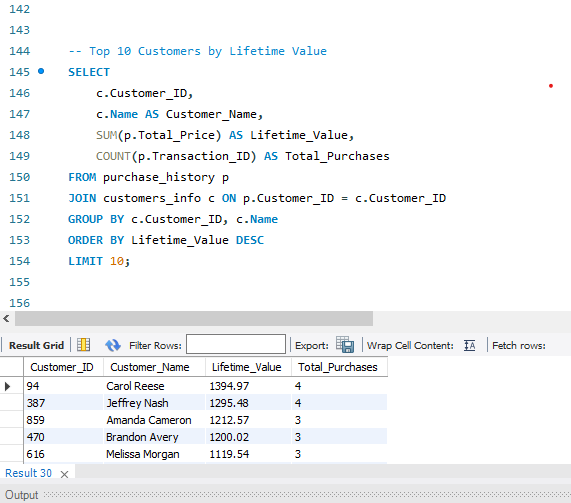 142
143
144 -- Top 10 Customers by Lifetime Value
145 SELECT
146 c.Customer_ID,
147 c.Name AS Customer_Name,
148 SUM(p.Total_Price) AS Lifetime_Value,
149 COUNT(p.Transaction_ID) AS Total_Purchases
150 FROM purchase_history p
151 JOIN customers_info c ON p.Customer_ID = c.Customer_ID
152 GROUP BY c.Customer_ID, c.Name
153 ORDER BY Lifetime_Value DESC
154 LIMIT 10;
155
156
Result Grid Filter Rows: Export: Wrap Cell Content: Fetch rows:
Customer_ID Customer_Name Lifetime_Value Total_Purchases
94 Carol Reese 1394.97 4
387 Jeffrey Nash 1295.48 4
859 Amanda Cameron 1212.57 3
470 Brandon Avery 1200.02 3
616 Melissa Morgan 1119.54 3
Result 30
Output